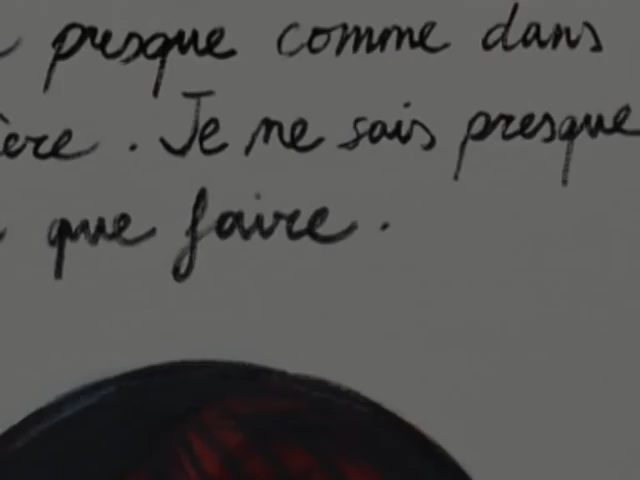 presque comme dans
ère. Je ne sais presque
que faire.